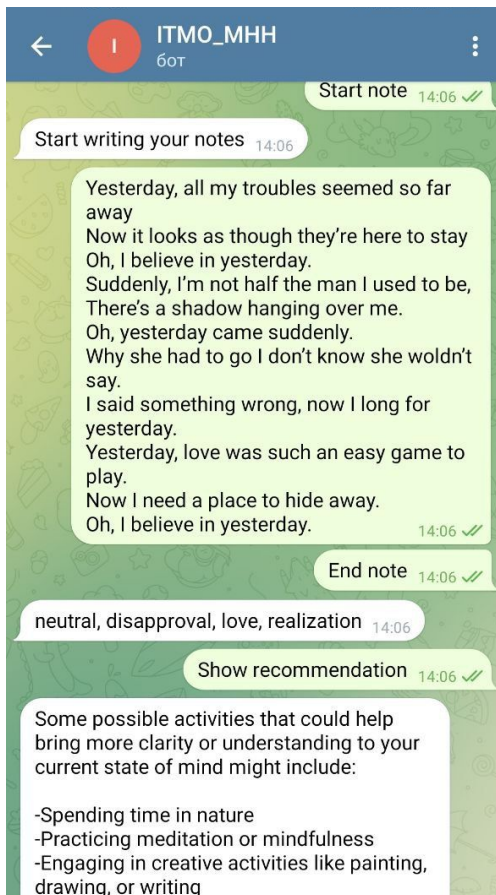 ITMO_MHH
бот
Start note 14:06
Start writing your notes 14:06
Yesterday, all my troubles seemed so far
away
Now it looks as though they’re here to stay
Oh, I believe in yesterday.
Suddenly, I’m not half the man I used to be,
There’s a shadow hanging over me.
Oh, yesterday came suddenly.
Why she had to go I don’t know she woldn’t
say.
I said something wrong, now I long for
yesterday.
Yesterday, love was such an easy game to
play.
Now I need a place to hide away.
Oh, I believe in yesterday. 14:06
End note 14:06
neutral, disapproval, love, realization 14:06
Show recommendation 14:06
Some possible activities that could help
bring more clarity or understanding to your
current state of mind might include:
-Spending time in nature
-Practicing meditation or mindfulness
-Engaging in creative activities like painting,
drawing, or writing